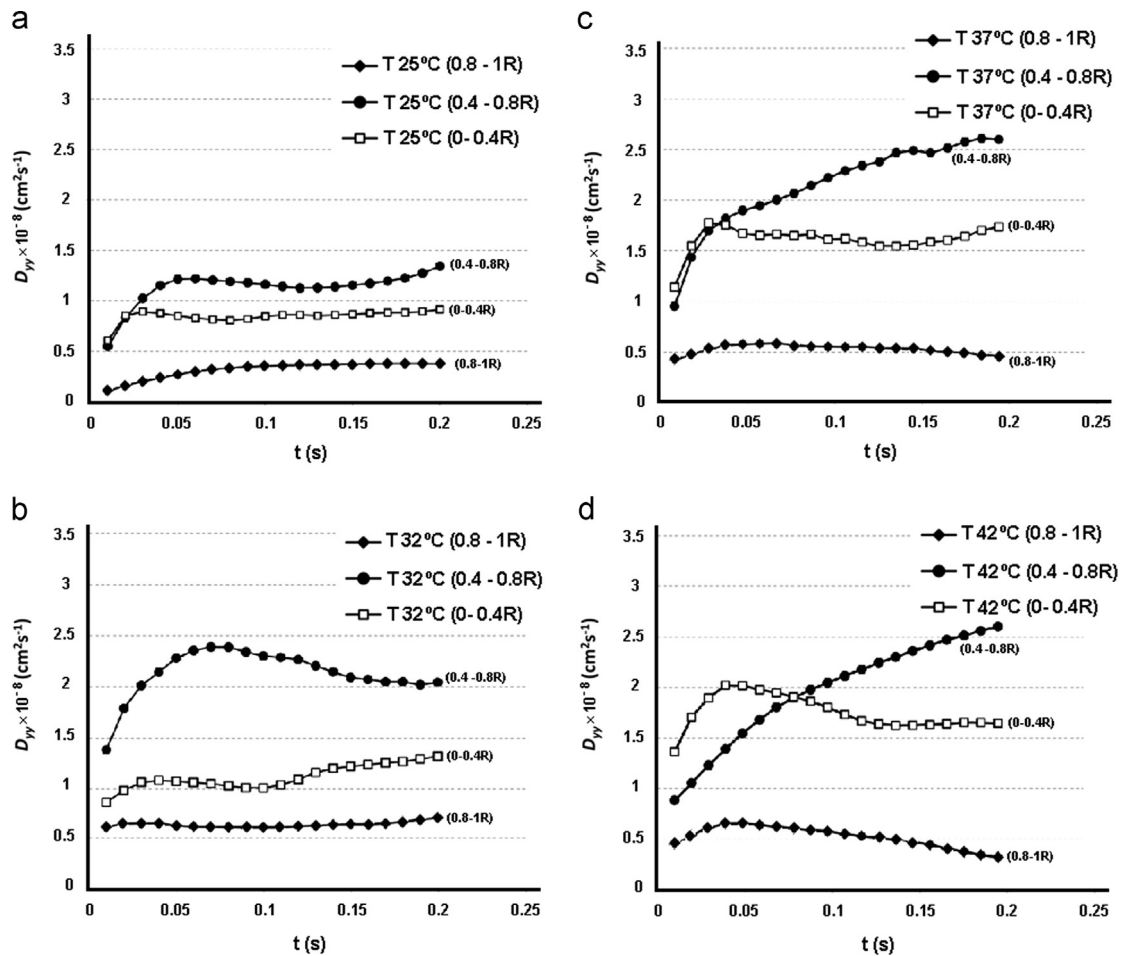 a
3.5
3
2.5
2
1.5
1
0.5
0
Dyy×10⁻⁸ (cm²s⁻¹)
T 25ºC (0.8 - 1R)
T 25ºC (0.4 - 0.8R)
T 25ºC (0- 0.4R)
(0.4 -0.8R)
(0-0.4R)
(0.8-1R)
0 0.05 0.1 0.15 0.2 0.25
t (s)
b
3.5
3
2.5
2
1.5
1
0.5
0
Dyy×10⁻⁸ (cm²s⁻¹)
T 32ºC (0.8 - 1R)
T 32ºC (0.4 - 0.8R)
T 32ºC (0- 0.4R)
(0.4 -0.8R)
(0-0.4R)
(0.8-1R)
0 0.05 0.1 0.15 0.2 0.25
t (s)
c
3.5
3
2.5
2
1.5
1
0.5
0
Dyy×10⁻⁸ (cm²s⁻¹)
T 37ºC (0.8 - 1R)
T 37ºC (0.4 - 0.8R)
T 37ºC (0- 0.4R)
(0.4 -0.8R)
(0-0.4R)
(0.8-1R)
0 0.05 0.1 0.15 0.2 0.25
t (s)
d
3.5
3
2.5
2
1.5
1
0.5
0
Dyy×10⁻⁸ (cm²s⁻¹)
T 42ºC (0.8 - 1R)
T 42ºC (0.4 - 0.8R)
T 42ºC (0- 0.4R)
(0.4 -0.8R)
(0-0.4R)
(0.8-1R)
0 0.05 0.1 0.15 0.2 0.25
t (s)